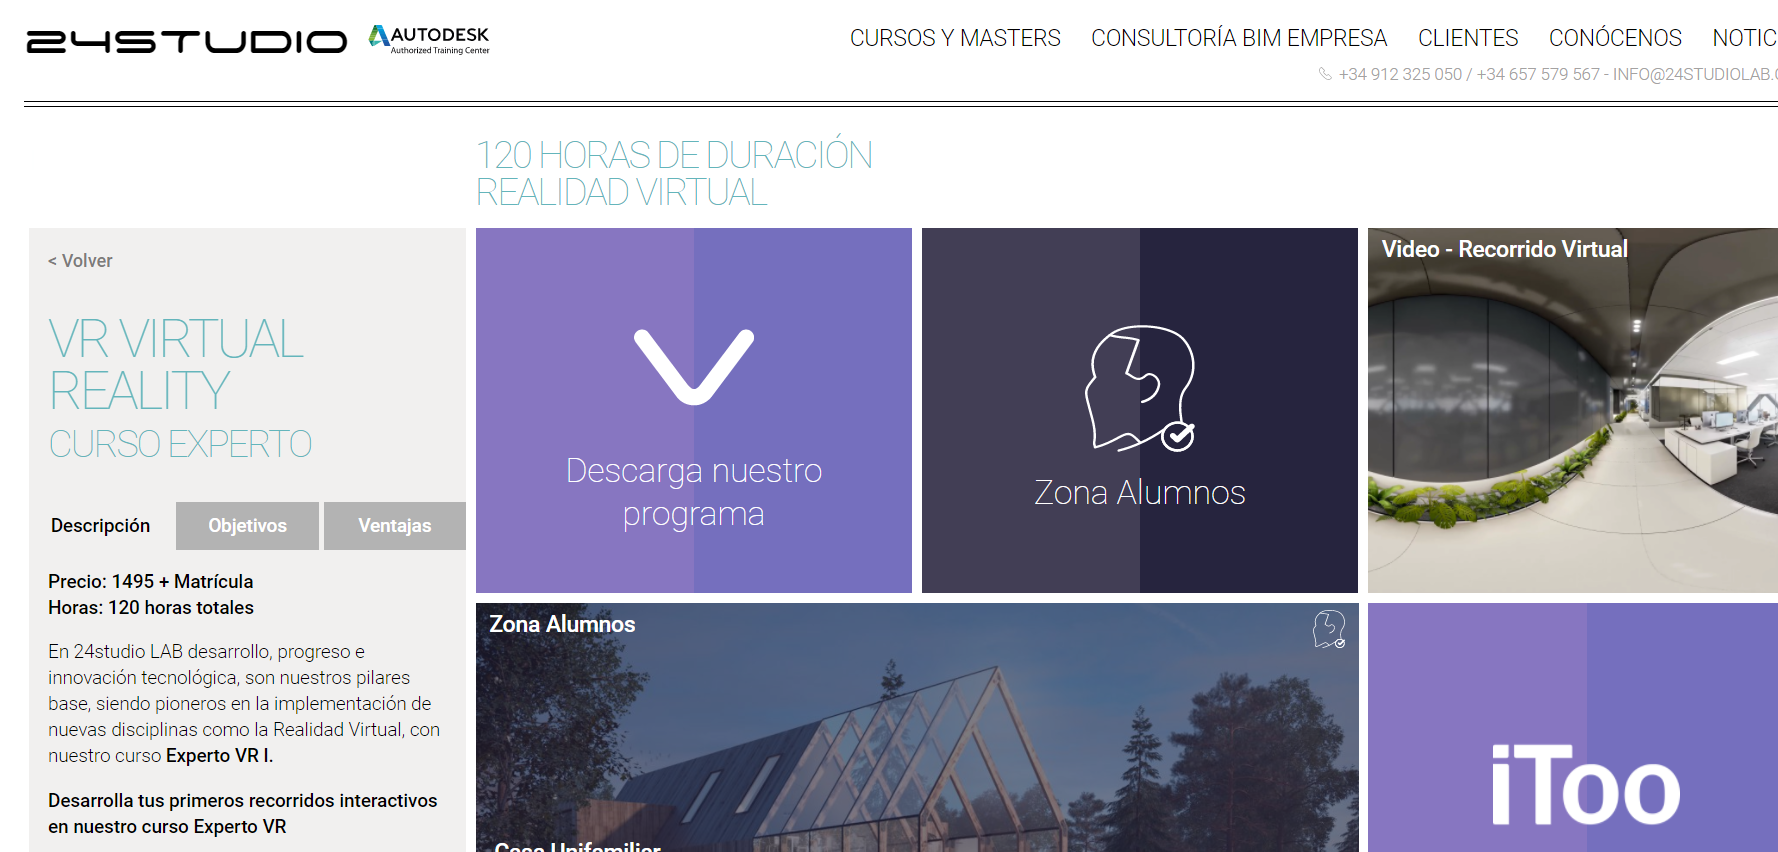 24STUDIO
AUTODESK
Authorized Training Center
CURSOS Y MASTERS
CONSULTORÍA BIM EMPRESA
CLIENTES
CONÓCENOS
NOTIC
+34 912 325 050 / +34 657 579 567 - INFO@24STUDIOLAB.
120 HORAS DE DURACIÓN
REALIDAD VIRTUAL
< Volver
VR VIRTUAL
REALITY
CURSO EXPERTO
Descripción
Objetivos
Ventajas
Precio: 1495 + Matrícula
Horas: 120 horas totales
En 24studio LAB desarrollo, progreso e
innovación tecnológica, son nuestros pilares
base, siendo pioneros en la implementación de
nuevas disciplinas como la Realidad Virtual, con
nuestro curso Experto VR I.
Desarrolla tus primeros recorridos interactivos
en nuestro curso Experto VR
Descarga nuestro
programa
Zona Alumnos
Video - Recorrido Virtual
Zona Alumnos
Casa Unifamiliar
iToo